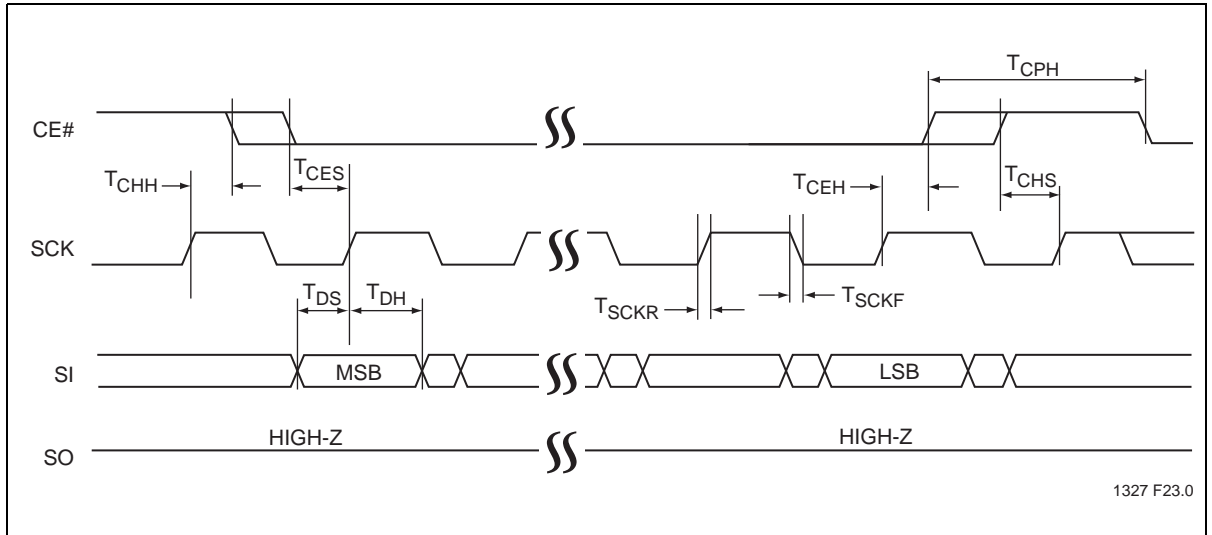 TCPH
CE#
TCHH
TCES
TCEH
TCHS
SCK
TDS
TDH
TSCKR
TSCKF
SI
MSB
LSB
HIGH-Z
HIGH-Z
SO
1327 F23.0